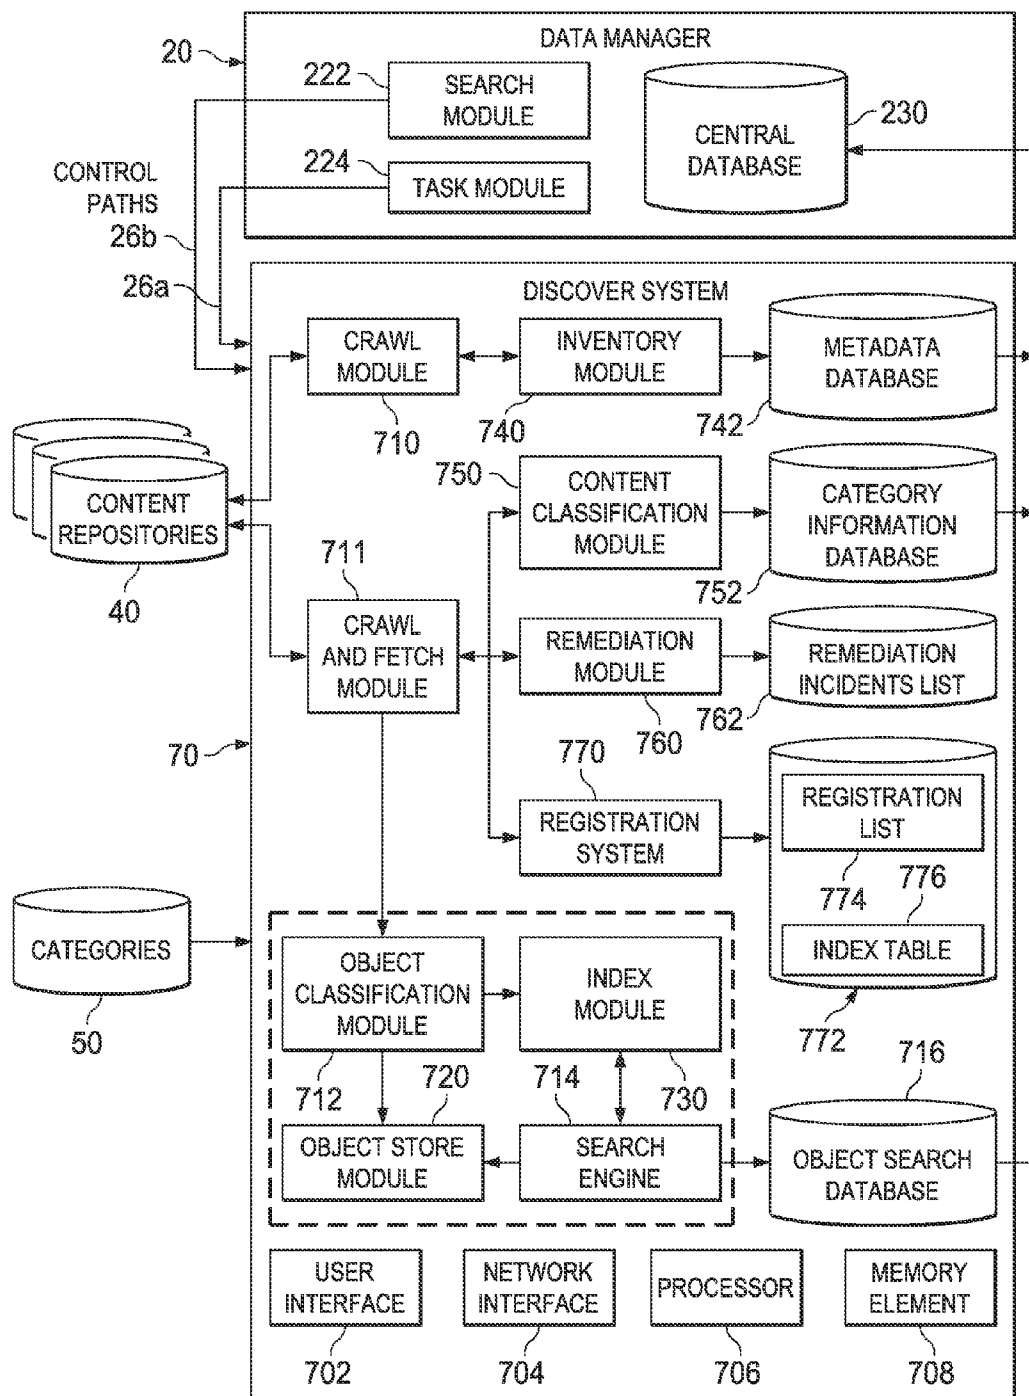 DATA MANAGER
20
222
SEARCH
MODULE
CENTRAL
DATABASE
230
224
TASK MODULE
CONTROL
PATHS
26b
26a
DISCOVER SYSTEM
CRAWL
MODULE
710
INVENTORY
MODULE
740
METADATA
DATABASE
742
CONTENT
REPOSITORIES
40
750
CONTENT
CLASSIFICATION
MODULE
CATEGORY
INFORMATION
DATABASE
752
711
CRAWL
AND FETCH
MODULE
REMEDIATION
MODULE
760
REMEDIATION
INCIDENTS LIST
762
70
770
REGISTRATION
SYSTEM
REGISTRATION
LIST
774
776
INDEX TABLE
772
CATEGORIES
50
OBJECT
CLASSIFICATION
MODULE
712
INDEX
MODULE
730
720
OBJECT STORE
MODULE
714
SEARCH
ENGINE
716
OBJECT SEARCH
DATABASE
USER
INTERFACE
702
NETWORK
INTERFACE
704
PROCESSOR
706
MEMORY
ELEMENT
708